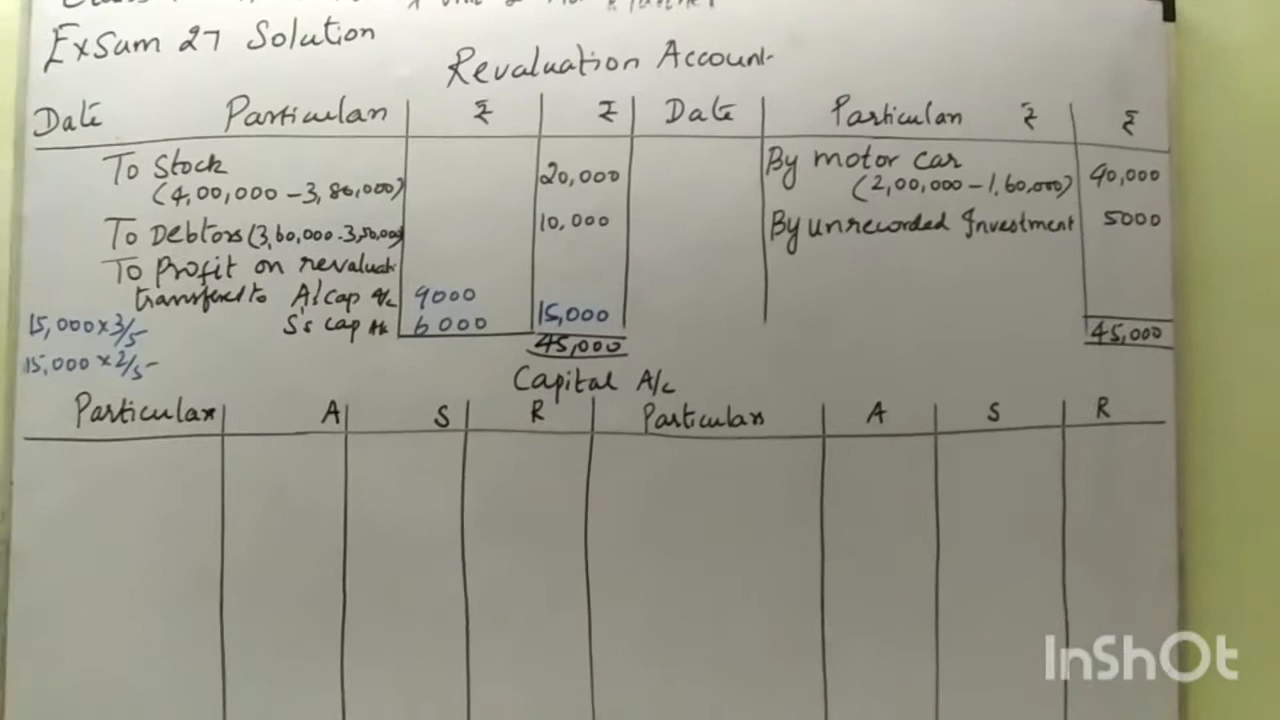 ExSum 27 Solution
Revaluation Account
Date Particulars ₹ ₹ Date Particulars ₹ ₹
To Stock 20,000 By motor car 40,000
(4,00,000 - 3,80,000) (2,00,000 - 1,60,000)
To Debtors (3,60,000 - 3,50,000) 10,000 By unrecorded Investment 5000
To Profit on revaluati
transfered to A's cap a/c 9000 15,000
15,000 x 3/5 S's cap a/c 6000
45,000 45,000
15,000 x 2/5
Capital A/c
Particulars A S R Particulars A S R
InShOt